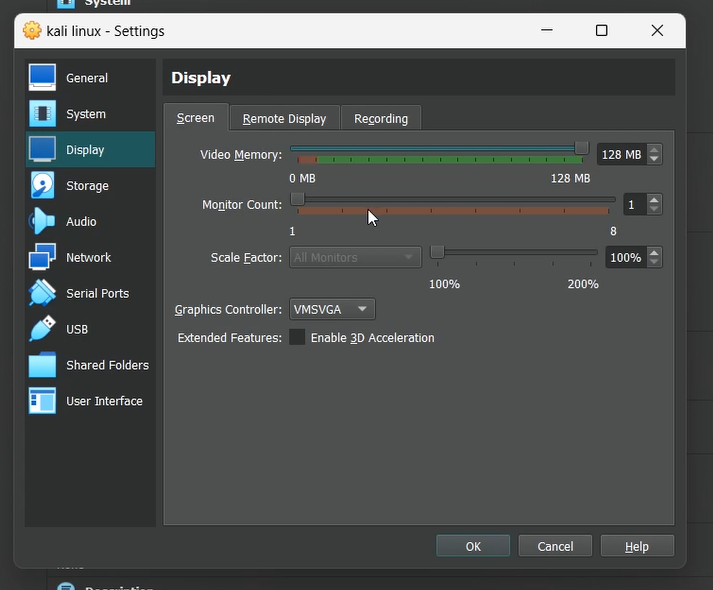 System
kali linux - Settings
General
System
Display
Storage
Audio
Network
Serial Ports
USB
Shared Folders
User Interface
Display
Screen
Remote Display
Recording
Video Memory:
128 MB
0 MB
128 MB
Monitor Count:
1
1
8
Scale Factor:
All Monitors
100%
100%
200%
Graphics Controller:
VMSVGA
Extended Features:
Enable 3D Acceleration
OK
Cancel
Help
Description